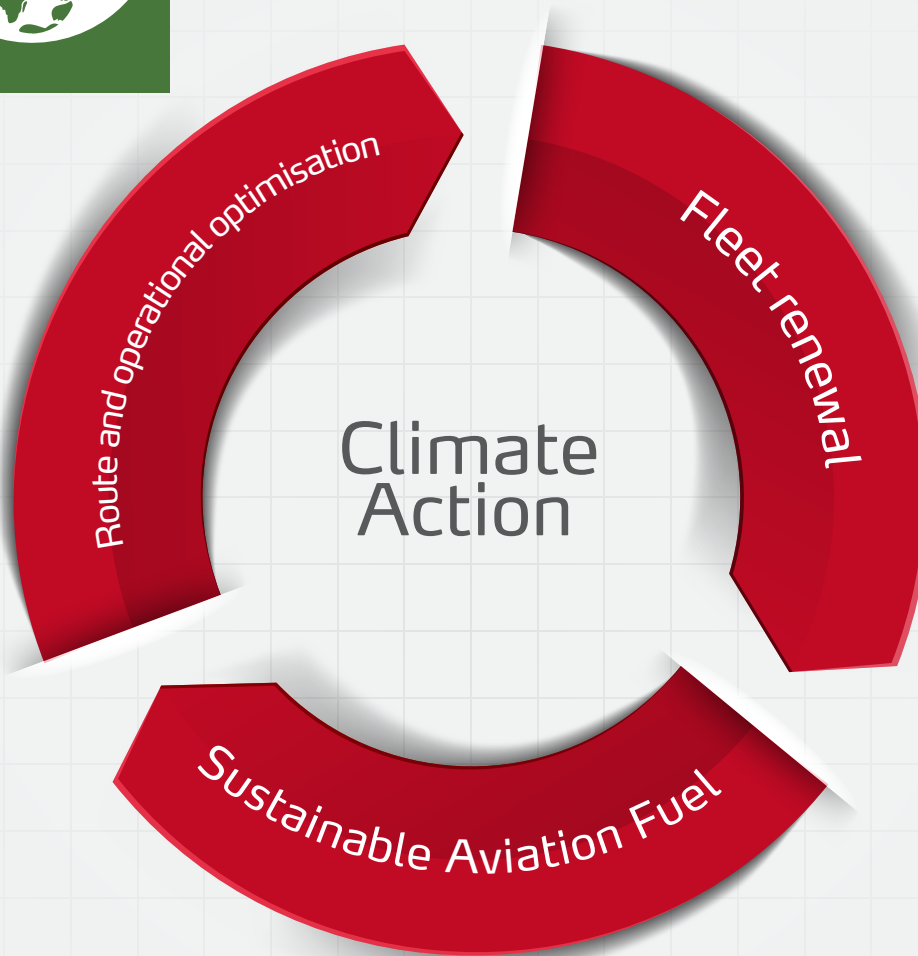 Route and operational optimisation
Fleet renewal
Climate
Action
Sustainable Aviation Fuel